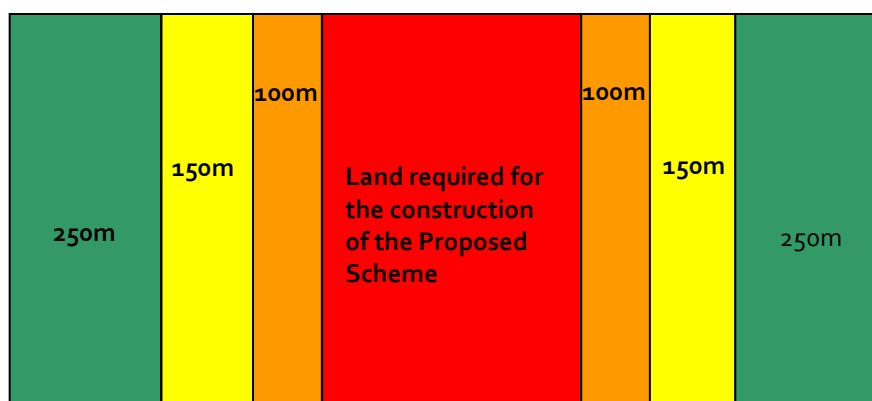 250m
150m
100m
Land required for
the construction
of the Proposed
Scheme
100m
150m
250m